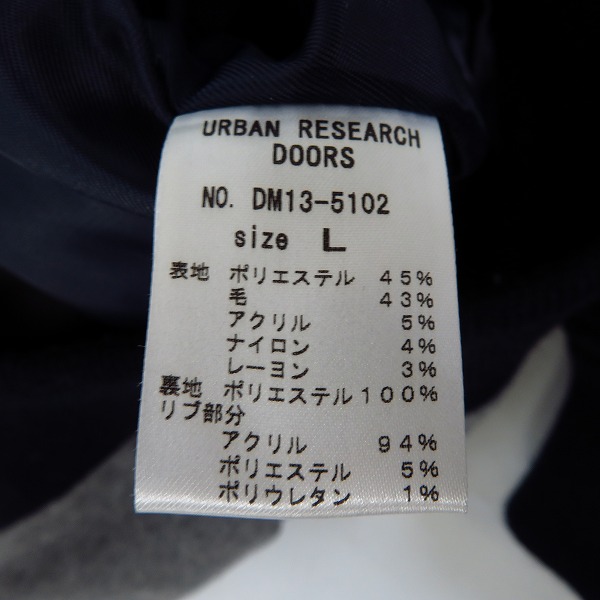 URBAN RESEARCH
DOORS
NO. DM13-5102
size L
表地 ポリエステル 45%
毛 43%
アクリル 5%
ナイロン 4%
レーヨン 3%
裏地 ポリエステル 100%
リブ部分
アクリル 94%
ポリエステル 5%
ポリウレタン 1%